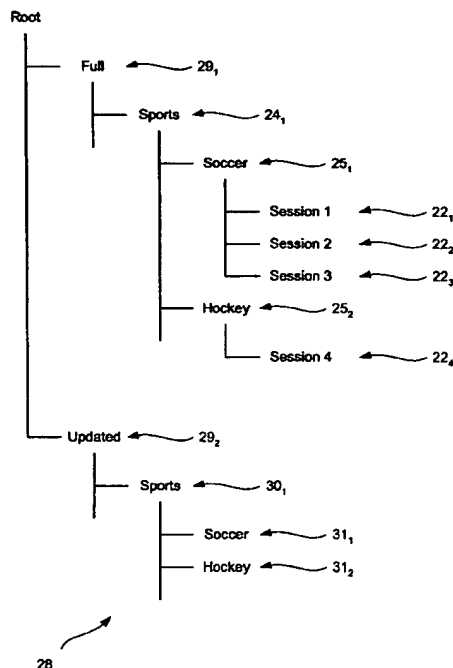 Root
Full 29₁
Sports 24₁
Soccer 25₁
Session 1 22₁
Session 2 22₂
Session 3 22₃
Hockey 25₂
Session 4 22₄
Updated 29₂
Sports 30₁
Soccer 31₁
Hockey 31₂
28